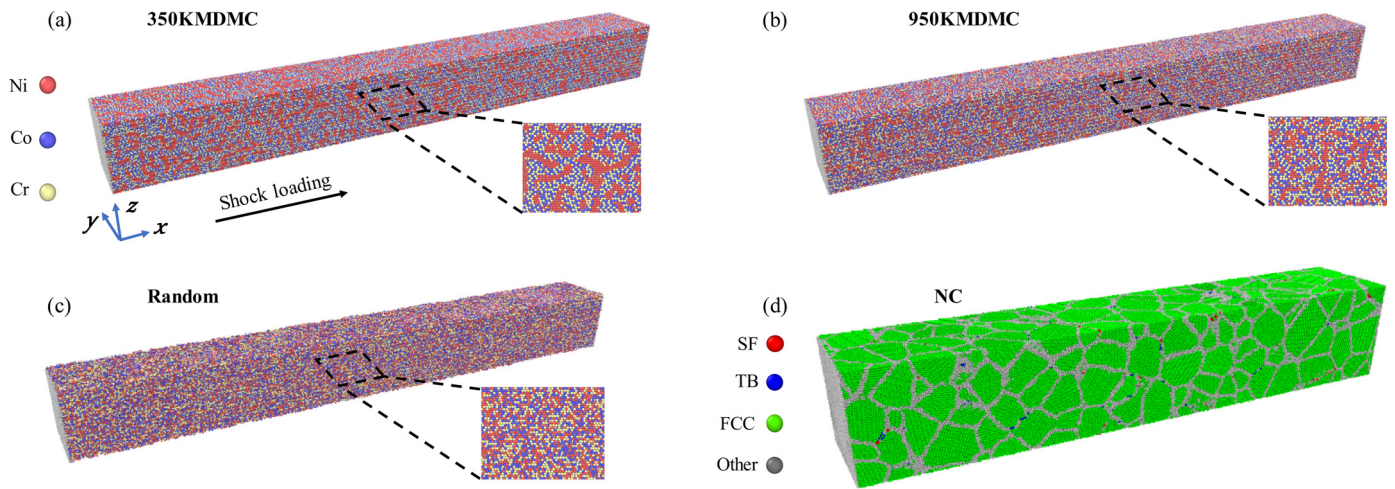 (a)
350KMDMC
Ni
Co
Cr
z
y
x
Shock loading
(b)
950KMDMC
(c)
Random
(d)
NC
SF
TB
FCC
Other